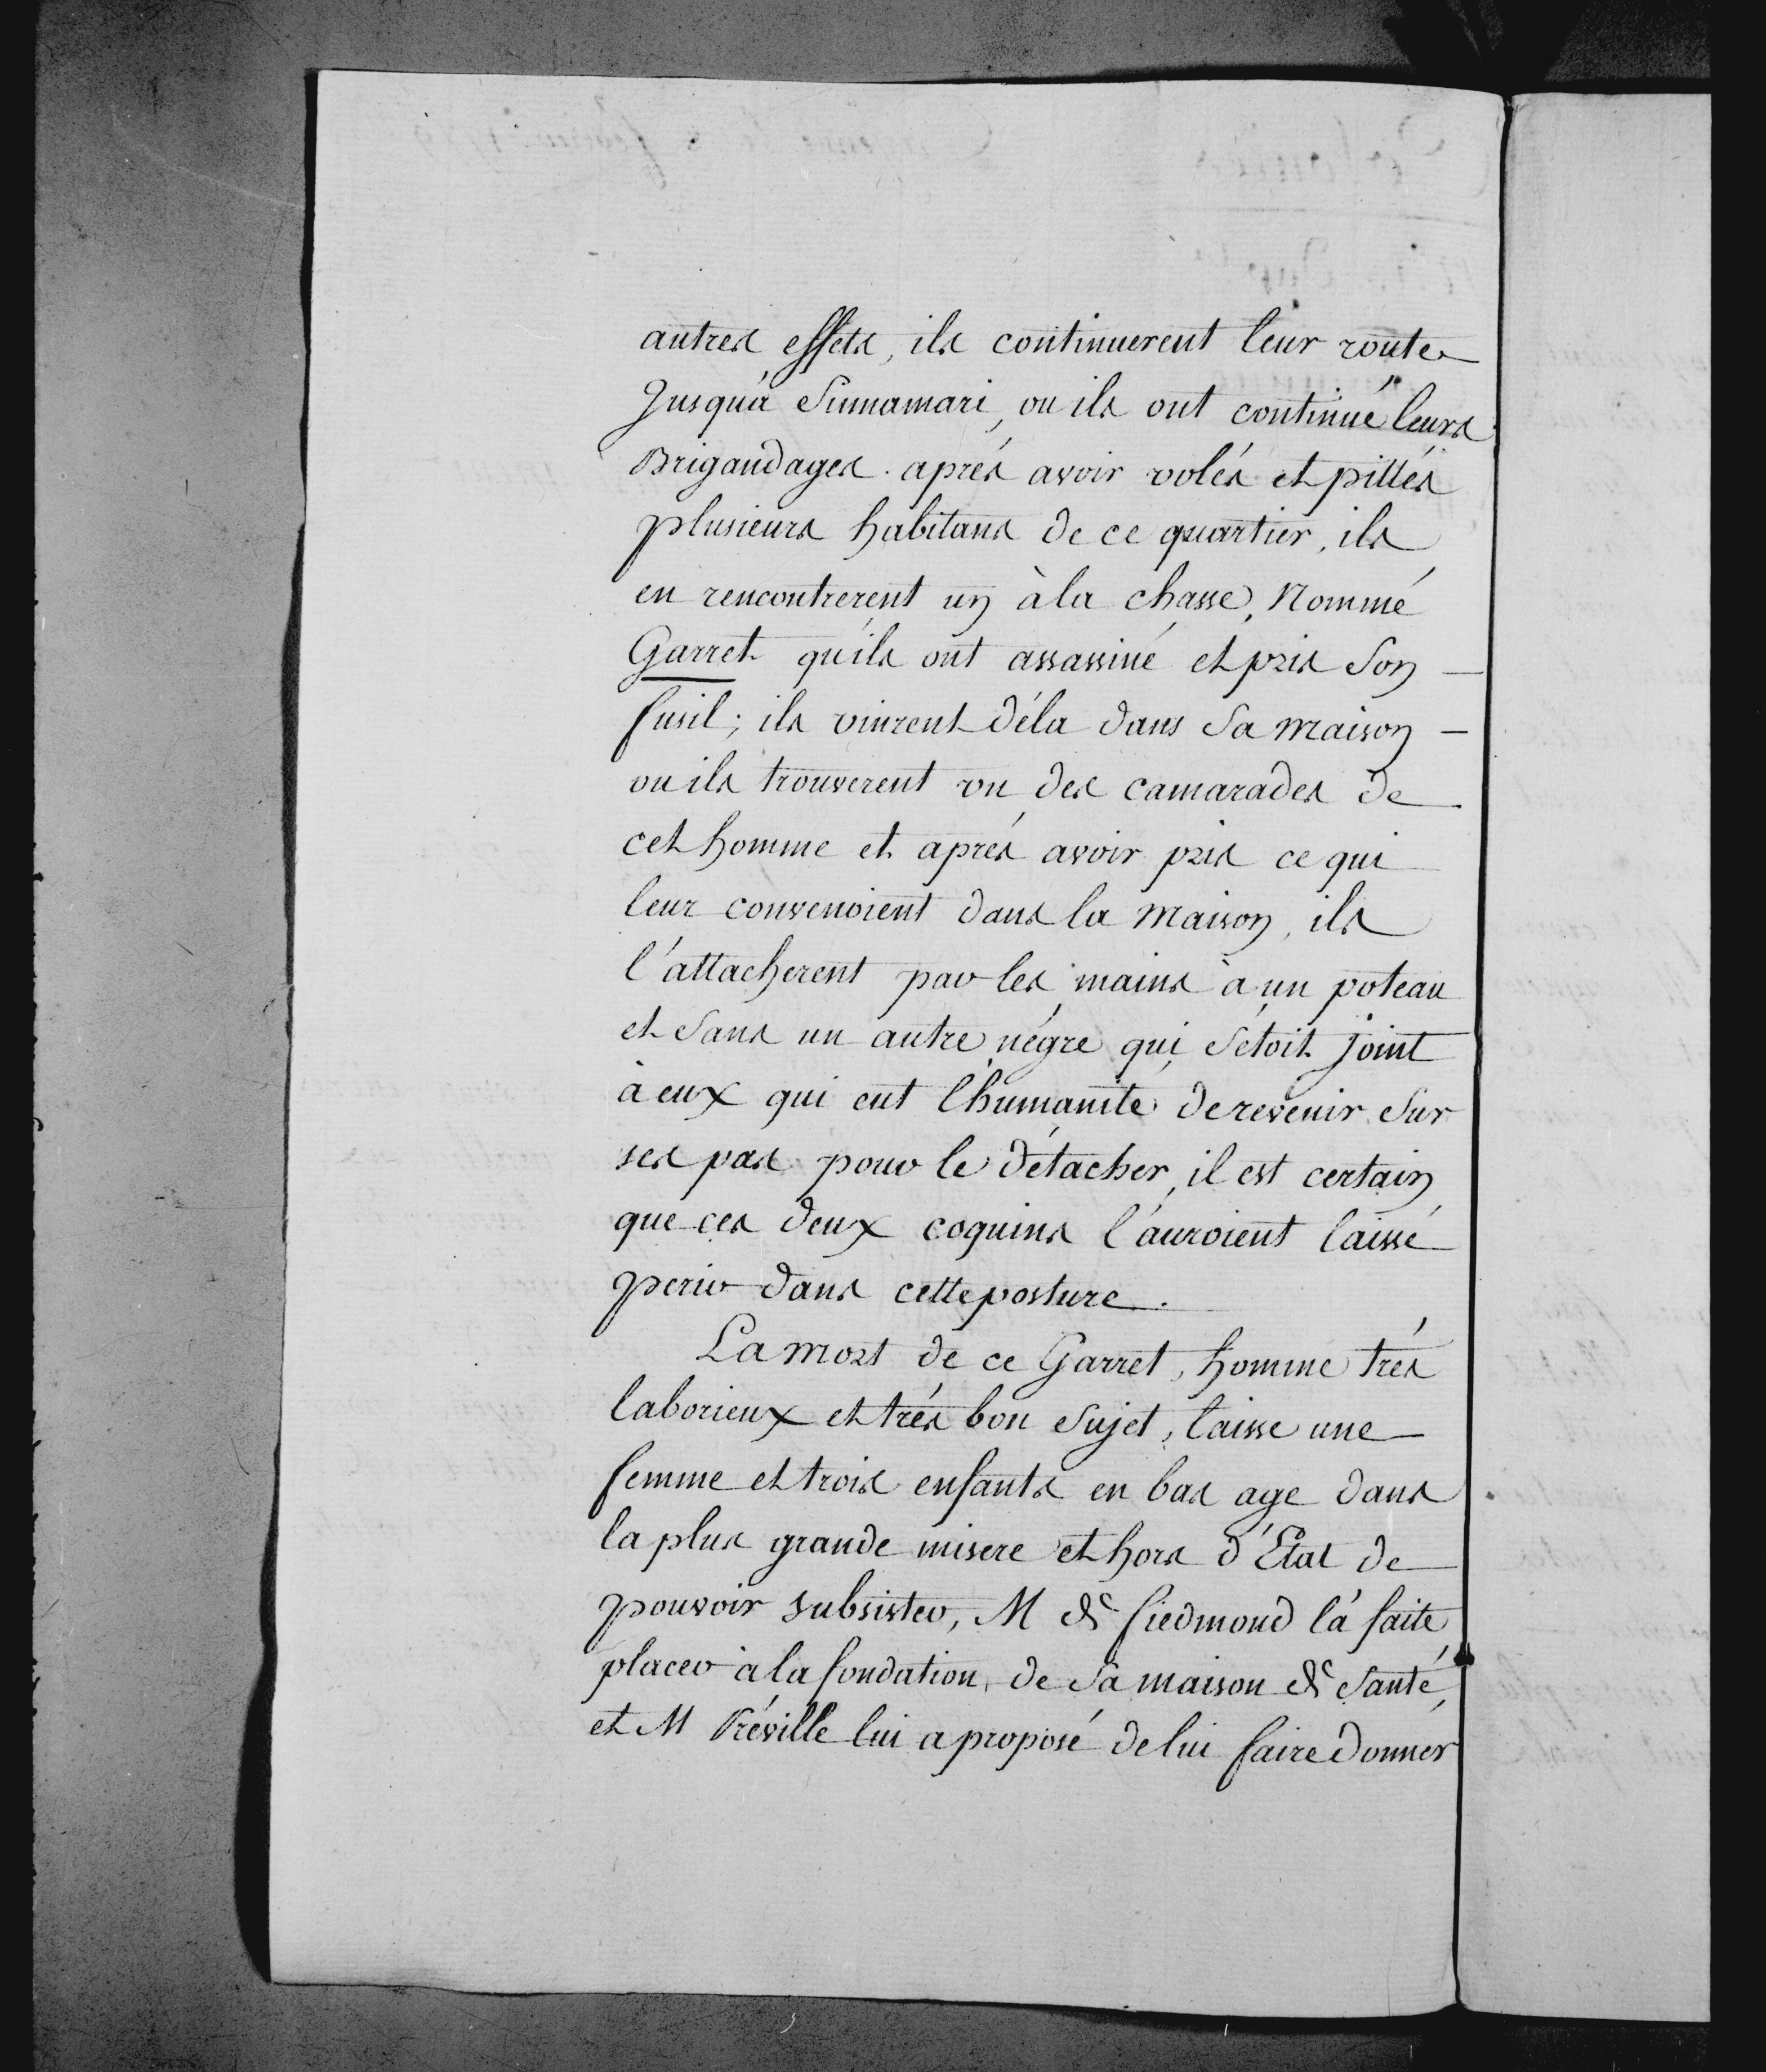 autres effets, ils continuerent leur route
Jusqu'à Sinnamari, ou ils ont continué leurs
Brigandages. aprés avoir volés et pillés
plusieurs habitans de ce quartier, ils
en rencontrerent un à la chasse, Nommé
Garret qu'ils ont assassiné et pris Son
fusil; ils vinrent déla dans Sa maison
ou ils trouverent un des camarades de
cet homme et aprés avoir pris ce qui
leur convenoient dans la maison, ils
l'attacherent par les mains à un poteau
et Sans un autre négre qui S'étoit Joint
à eux qui eut l'humanité de revenir Sur
ses pas pour le détacher, il est certain
que ces deux coquins l'auroient laissé
perir dans cette posture.
La mort de ce Garret, homme trés
laborieux et trés bon Sujet, laisse une
femme et trois enfants en bas age dans
la plus grande misere et hors d'État de
pouvoir subsister, M de fiedmond l'a faite
placer à la fondation de Sa maison de Santé,
et M Préville lui a proposé de lui faire donner